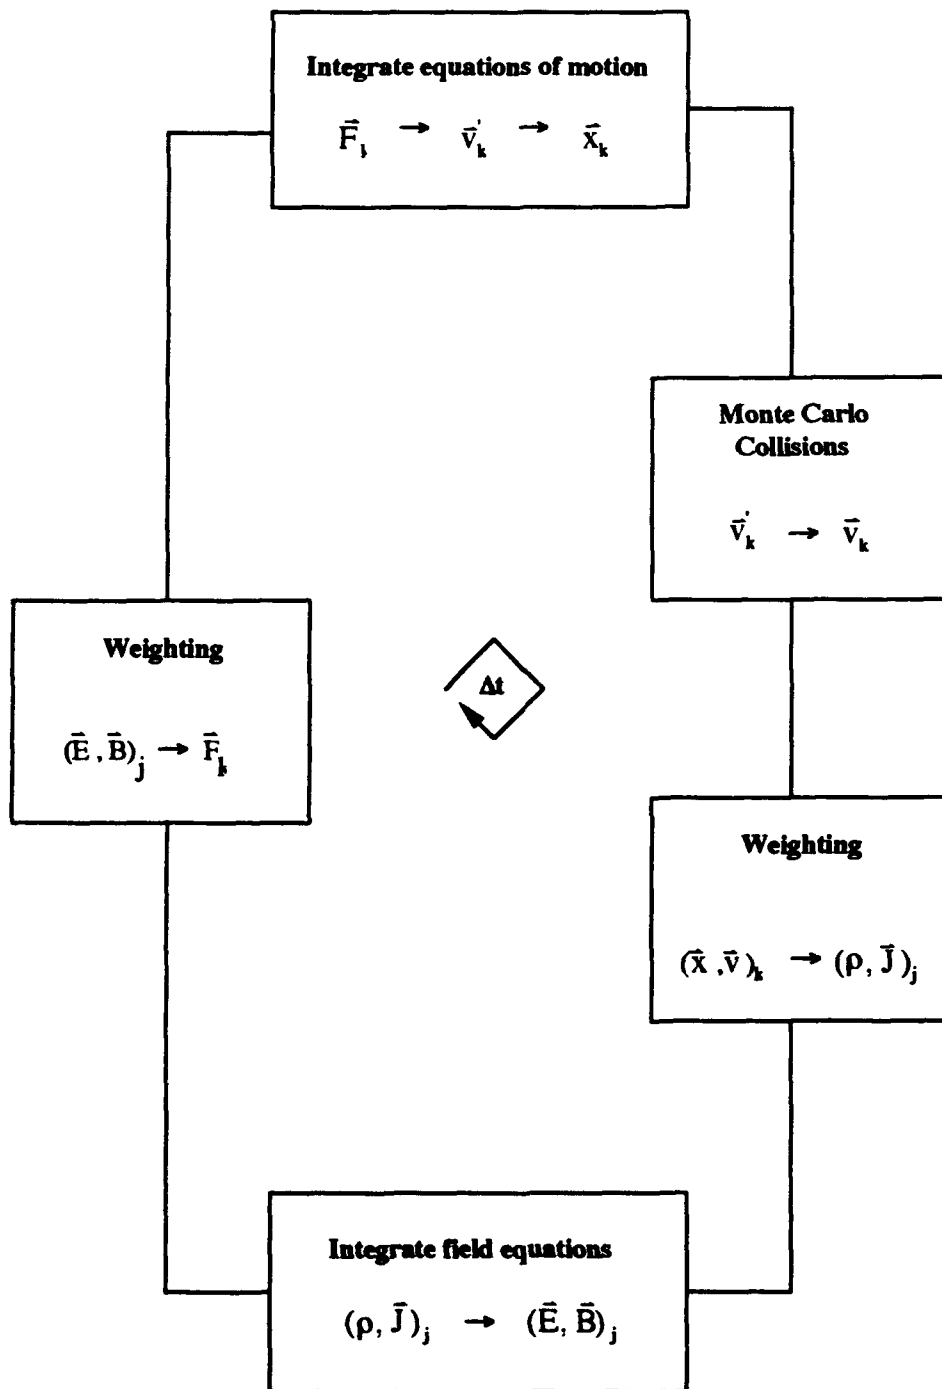 Integrate equations of motion
F⃗ₖ → v⃗'ₖ → x⃗ₖ
Monte Carlo
Collisions
v⃗'ₖ → v⃗ₖ
Weighting
(E⃗, B⃗)ⱼ → F⃗ₖ
Δt
Weighting
(x⃗, v⃗)ₖ → (ρ, J⃗)ⱼ
Integrate field equations
(ρ, J⃗)ⱼ → (E⃗, B⃗)ⱼ